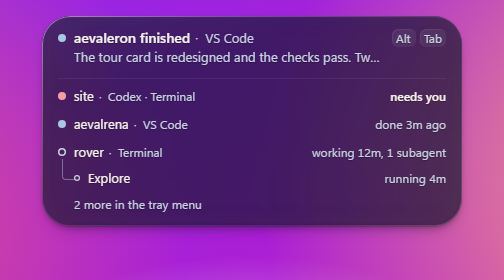 aevaleron finished · VS Code Alt Tab
The tour card is redesigned and the checks pass. Tw...
site · Codex · Terminal needs you
aevalrena · VS Code done 3m ago
rover · Terminal working 12m, 1 subagent
Explore running 4m
2 more in the tray menu